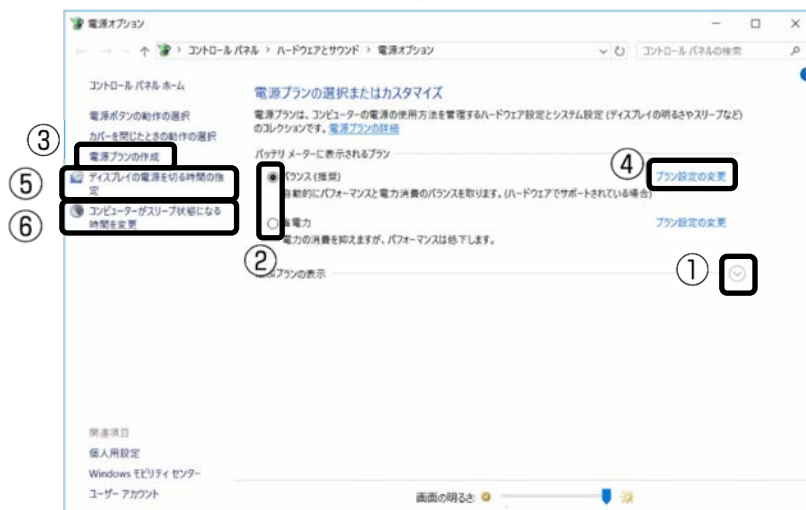 電源オプション
コントロール パネル > ハードウェアとサウンド > 電源オプション
コントロール パネルの検索
コントロール パネル ホーム
電源ボタンの動作の選択
カバーを閉じたときの動作の選択
③
電源プランの作成
⑤
ディスプレイの電源を切る時間の指
定
⑥
コンピューターがスリープ状態になる
時間を変更
電源プランの選択またはカスタマイズ
電源プランは、コンピューターの電源の使用方法を管理するハードウェア設定とシステム設定 (ディスプレイの明るさやスリープなど)
のコレクションです。電源プランの詳細
バッテリ メーターに表示されるプラン
④
バランス (推奨)
プラン設定の変更
自動的にパフォーマンスと電力消費のバランスを取ります。(ハードウェアでサポートされている場合)
省電力
プラン設定の変更
電力の消費を抑えますが、パフォーマンスは低下します。
②
プランの表示
①
関連項目
個人用設定
Windows モビリティ センター
ユーザー アカウント
画面の明るさ: